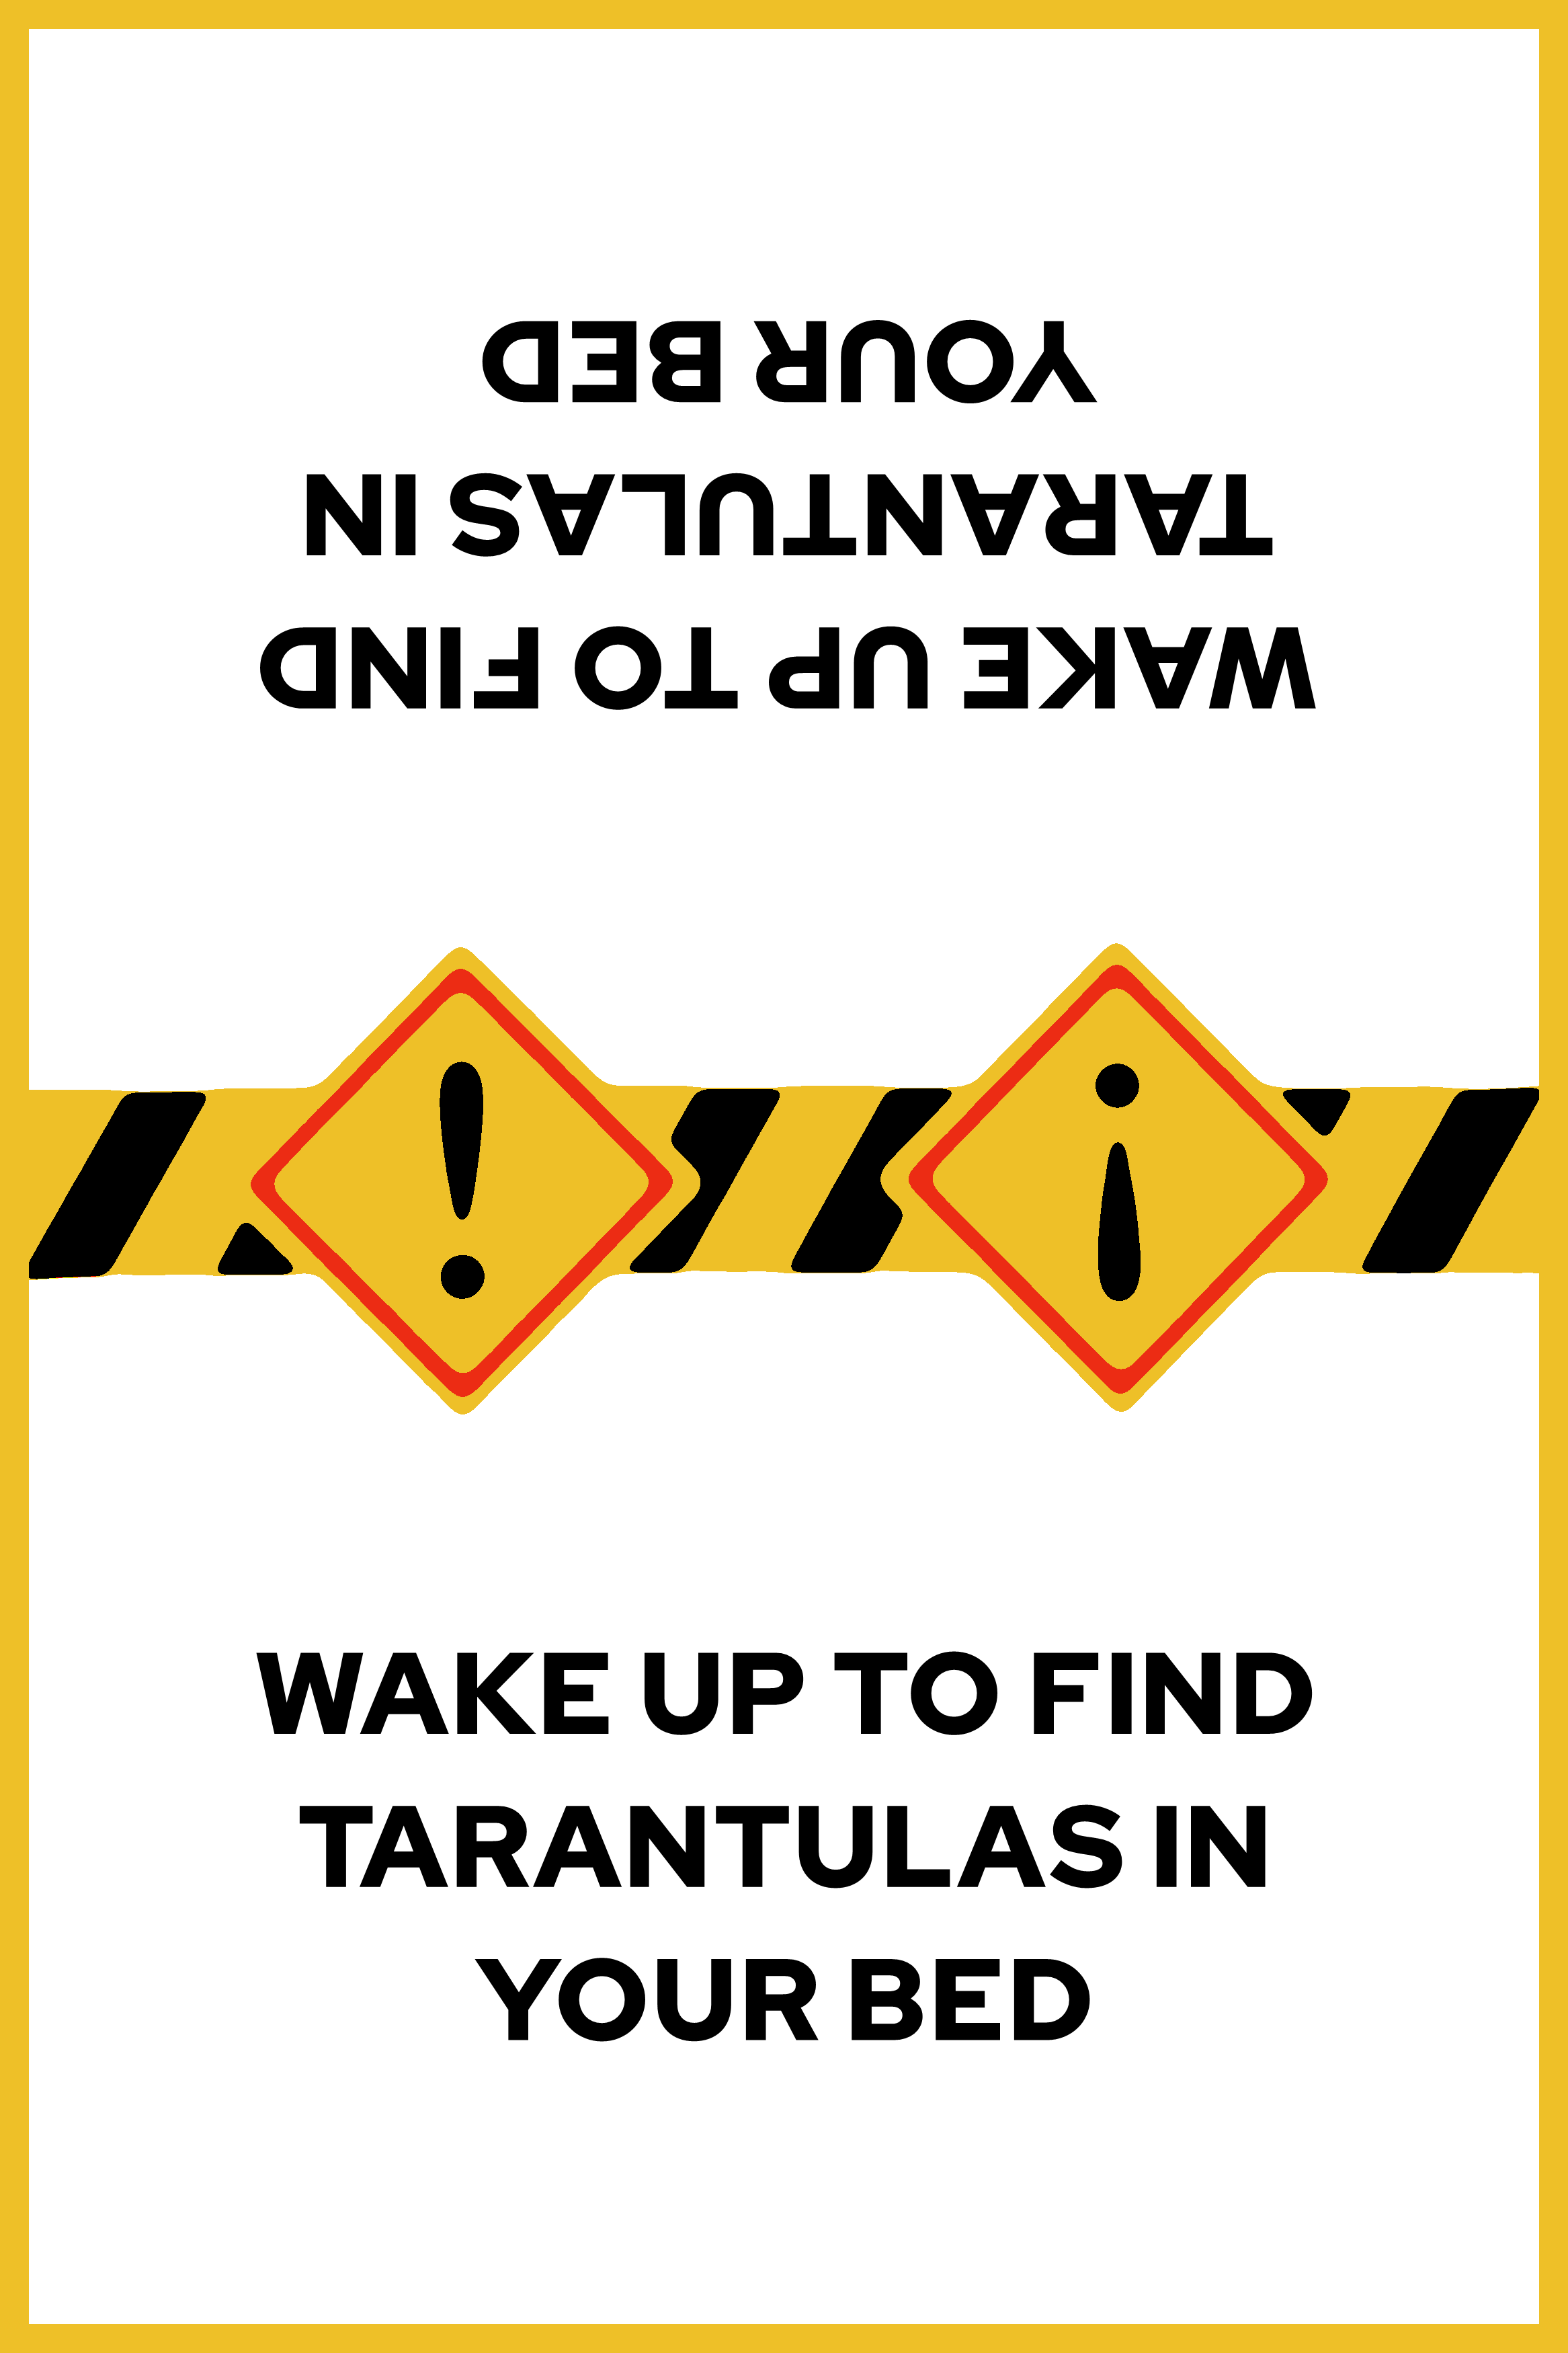 WAKE UP TO FIND
TARANTULAS IN
YOUR BED
!
¡
WAKE UP TO FIND
TARANTULAS IN
YOUR BED